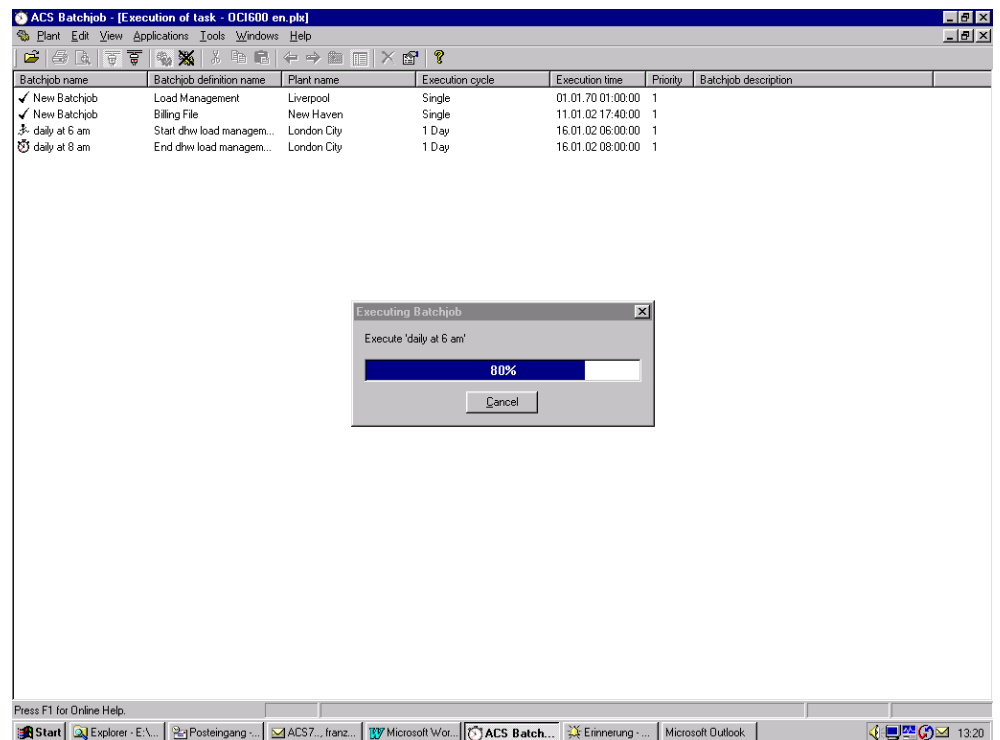 ACS Batchjob - [Execution of task - OCI600 en.plx]
Plant Edit View Applications Tools Windows Help
Batchjob name Batchjob definition name Plant name Execution cycle Execution time Priority Batchjob description
New Batchjob Load Management Liverpool Single 01.01.70 01:00:00 1
New Batchjob Billing File New Haven Single 11.01.02 17:40:00 1
daily at 6 am Start dhw load managem... London City 1 Day 16.01.02 06:00:00 1
daily at 8 am End dhw load managem... London City 1 Day 16.01.02 08:00:00 1
Executing Batchjob
Execute 'daily at 6 am'
80%
Cancel
Press F1 for Online Help.
Start Explorer - E:\... Posteingang -... ACS7.., franz... Microsoft Wor... ACS Batch... Erinnerung - ... Microsoft Outlook 13:20